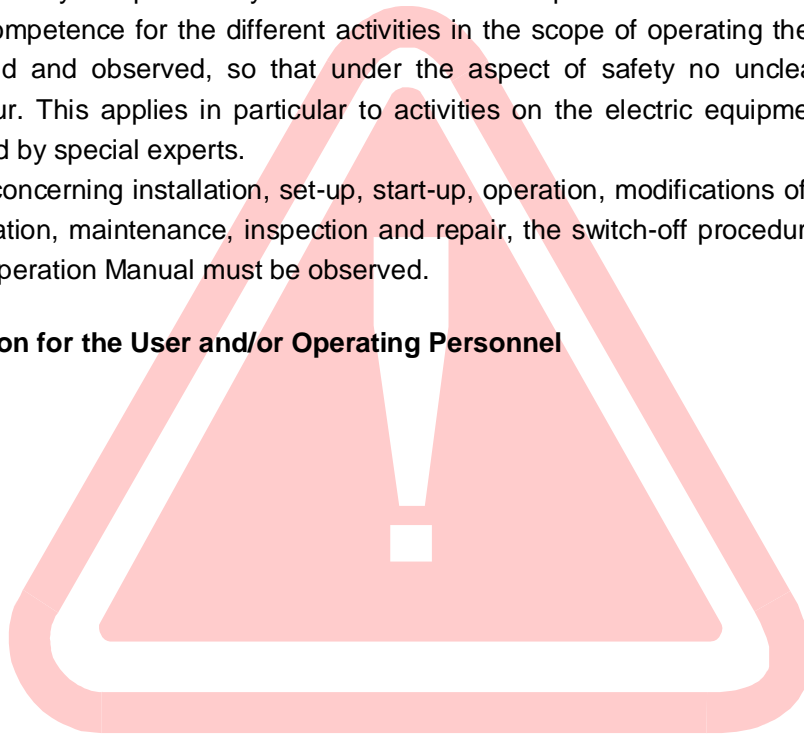 ompetence for the different activities in the scope of operating the
d and observed, so that under the aspect of safety no unclea
ur. This applies in particular to activities on the electric equipme
d by special experts.
concerning installation, set-up, start-up, operation, modifications of
ation, maintenance, inspection and repair, the switch-off procedur
peration Manual must be observed.
on for the User and/or Operating Personnel